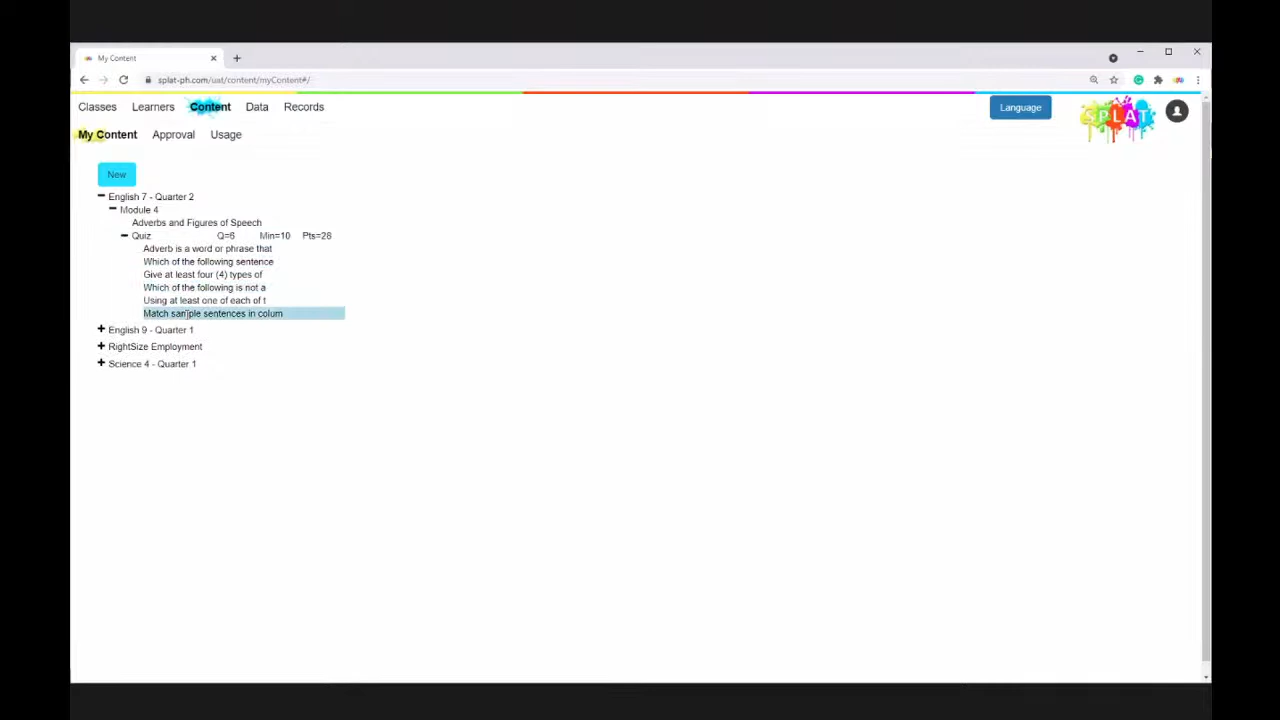 My Content
splat-ph.com/uat/content/myContent#/
Classes Learners Content Data Records
Language
SPLAT
My Content Approval Usage
New
English 7 - Quarter 2
Module 4
Adverbs and Figures of Speech
Quiz Q=6 Min=10 Pts=28
Adverb is a word or phrase that
Which of the following sentence
Give at least four (4) types of
Which of the following is not a
Using at least one of each of t
Match sample sentences in colum
English 9 - Quarter 1
RightSize Employment
Science 4 - Quarter 1